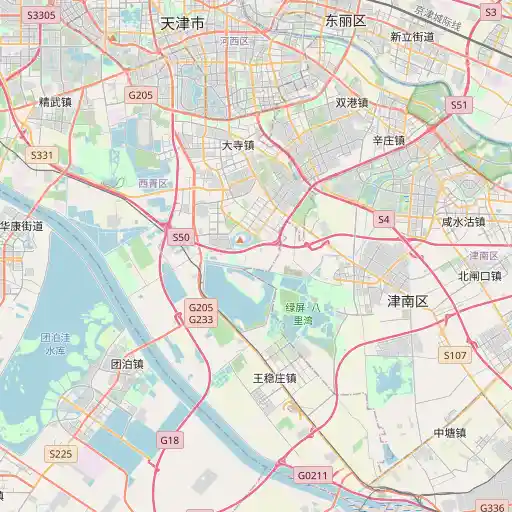 S3305
天津市
东丽区
京津城际线
S3
河西区
新立街道
G205
精武镇
双港镇
S51
大寺镇
辛庄镇
S331
西青区
华康街道
S4
咸水沽镇
S50
津南区
北闸口镇
G205
G233
绿屏·八
里湾
津南区
团泊洼
水库
团泊镇
S107
王稳庄镇
G18
中塘镇
S225
G0211
镇
G336